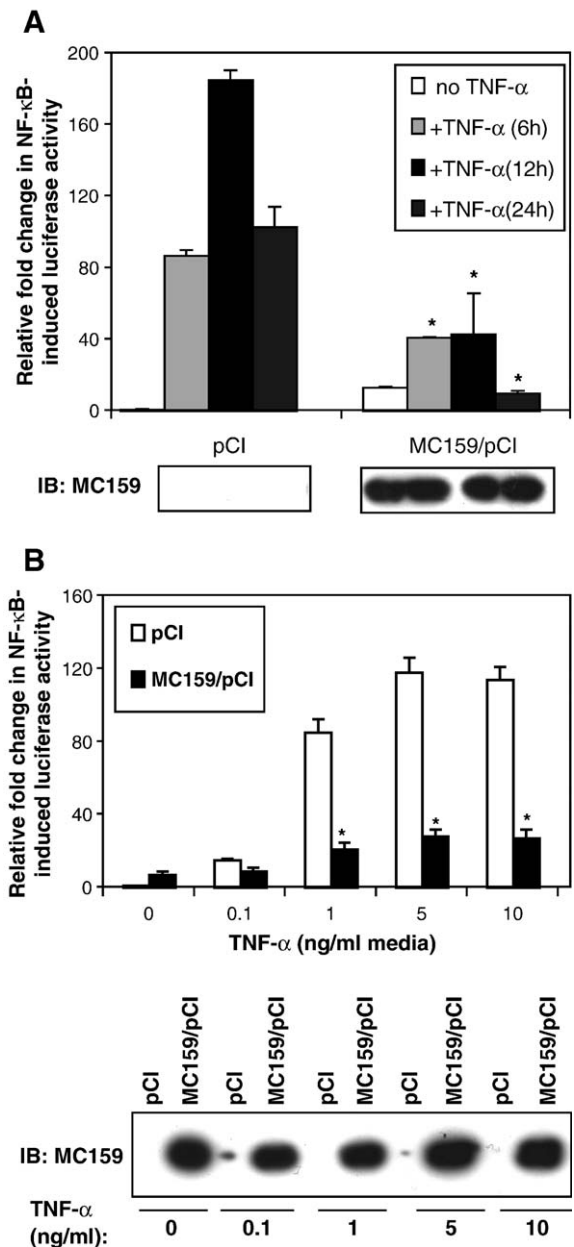 A
Relative fold change in NF-κB-
induced luciferase activity
200
160
120
80
40
0
no TNF-α
+TNF-α (6h)
+TNF-α(12h)
+TNF-α(24h)
*
*
*
pCI
MC159/pCI
IB: MC159
B
Relative fold change in NF-κB-
induced luciferase activity
160
120
80
40
0
pCI
MC159/pCI
*
*
*
0
0.1
1
5
10
TNF-α (ng/ml media)
pCI
MC159/pCI
pCI
MC159/pCI
pCI
MC159/pCI
pCI
MC159/pCI
pCI
MC159/pCI
IB: MC159
TNF-α
(ng/ml):
0
0.1
1
5
10